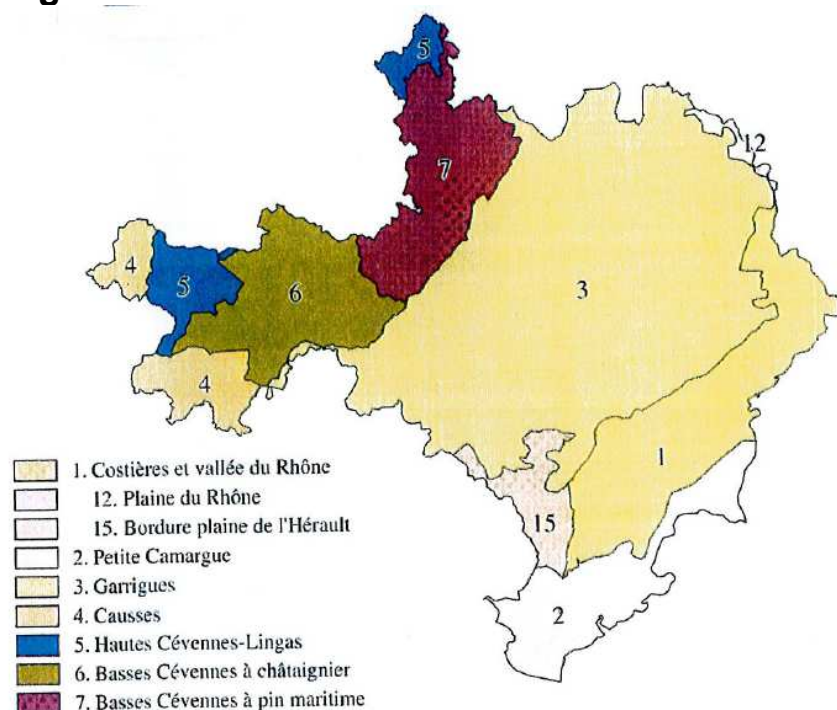 5
12
7
4
5
6
3
4
1
15
2
1. Costières et vallée du Rhône
12. Plaine du Rhône
15. Bordure plaine de l'Hérault
2. Petite Camargue
3. Garrigues
4. Causses
5. Hautes Cévennes-Lingas
6. Basses Cévennes à châtaignier
7. Basses Cévennes à pin maritime